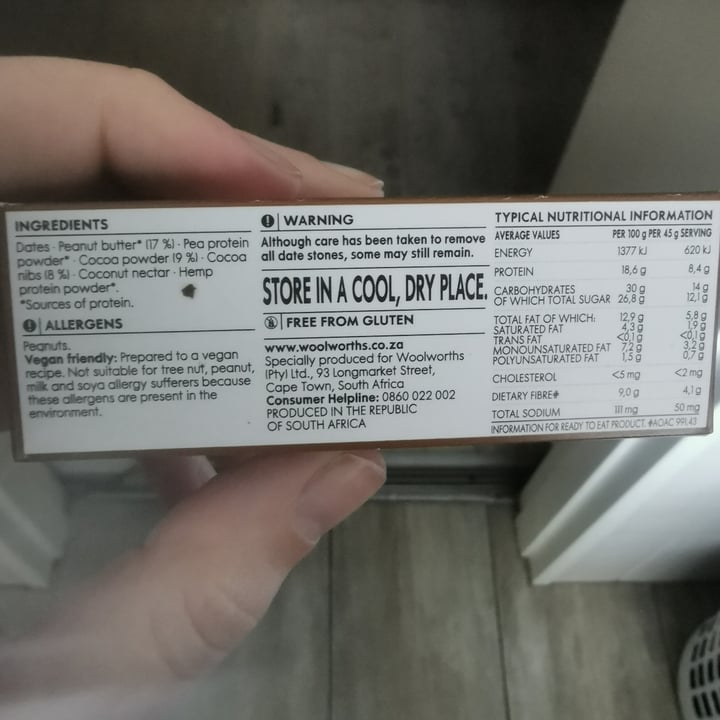 INGREDIENTS
Dates · Peanut butter* (17 %) · Pea protein
powder* · Cocoa powder (9 %) · Cocoa
nibs (8 %) · Coconut nectar · Hemp
protein powder*.
*Sources of protein.
ALLERGENS
Peanuts.
Vegan friendly: Prepared to a vegan
recipe. Not suitable for tree nut, peanut,
milk and soya allergy sufferers because
these allergens are present in the
environment.
WARNING
Although care has been taken to remove
all date stones, some may still remain.
STORE IN A COOL, DRY PLACE.
FREE FROM GLUTEN
www.woolworths.co.za
Specially produced for Woolworths
(Pty) Ltd., 93 Longmarket Street,
Cape Town, South Africa
Consumer Helpline: 0860 022 002
PRODUCED IN THE REPUBLIC
OF SOUTH AFRICA
TYPICAL NUTRITIONAL INFORMATION
AVERAGE VALUES PER 100 g PER 45 g SERVING
ENERGY 1377 kJ 620 kJ
PROTEIN 18,6 g 8,4 g
CARBOHYDRATES 30 g 14 g
OF WHICH TOTAL SUGAR 26,8 g 12,1 g
TOTAL FAT OF WHICH: 12,9 g 5,8 g
SATURATED FAT 4,3 g 1,9 g
TRANS FAT <0,1 g <0,1 g
MONOUNSATURATED FAT 7,2 g 3,2 g
POLYUNSATURATED FAT 1,5 g 0,7 g
CHOLESTEROL <5 mg <2 mg
DIETARY FIBRE# 9,0 g 4,1 g
TOTAL SODIUM 111 mg 50 mg
INFORMATION FOR READY TO EAT PRODUCT. #AOAC 991.43